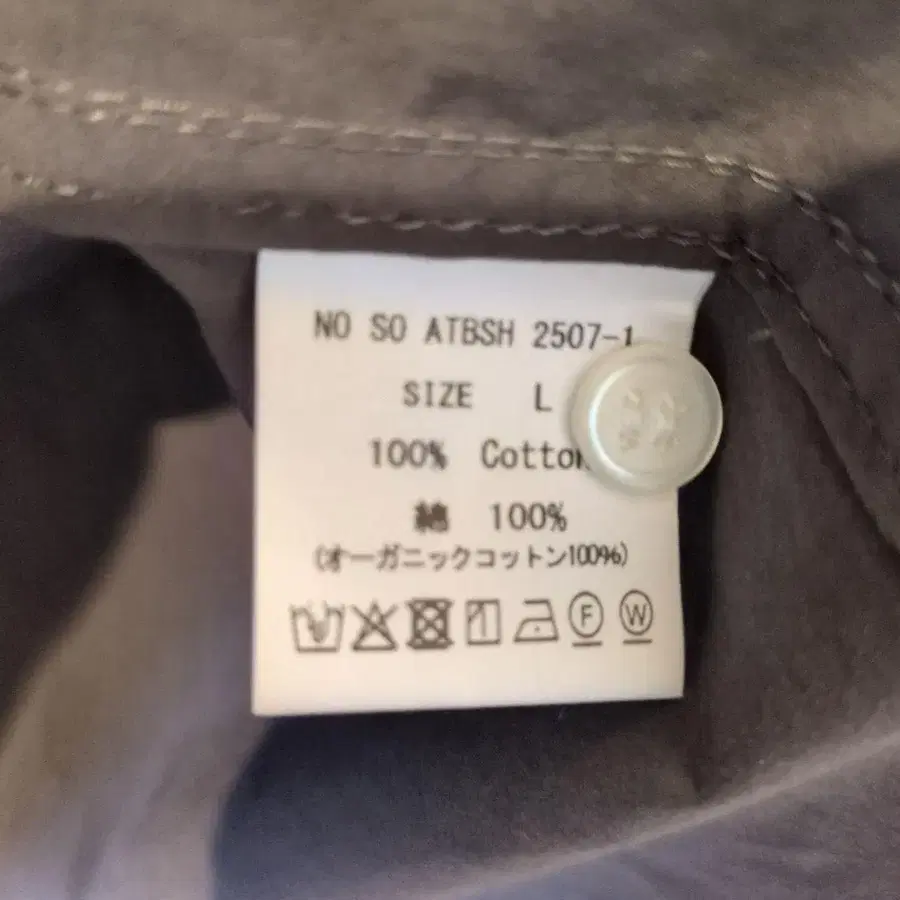 NO SO ATBSH 2507-1
SIZE L
100% Cotton
綿 100%
(オーガニックコットン100%)
F W